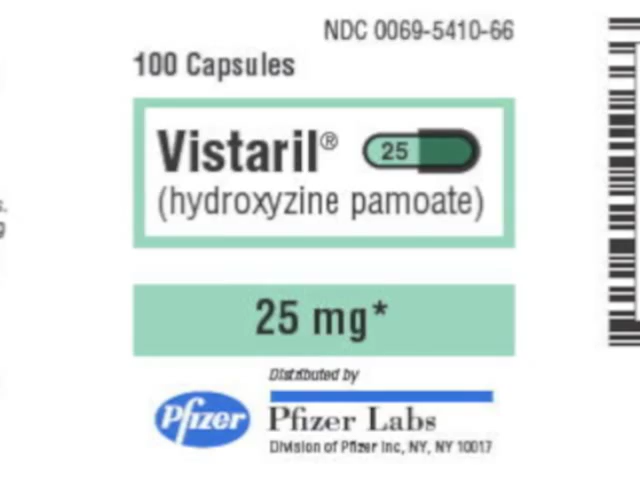 NDC 0069-5410-66
100 Capsules
Vistaril® 25
(hydroxyzine pamoate)
25 mg*
Distributed by
Pfizer Pfizer Labs
Division of Pfizer Inc, NY, NY 10017